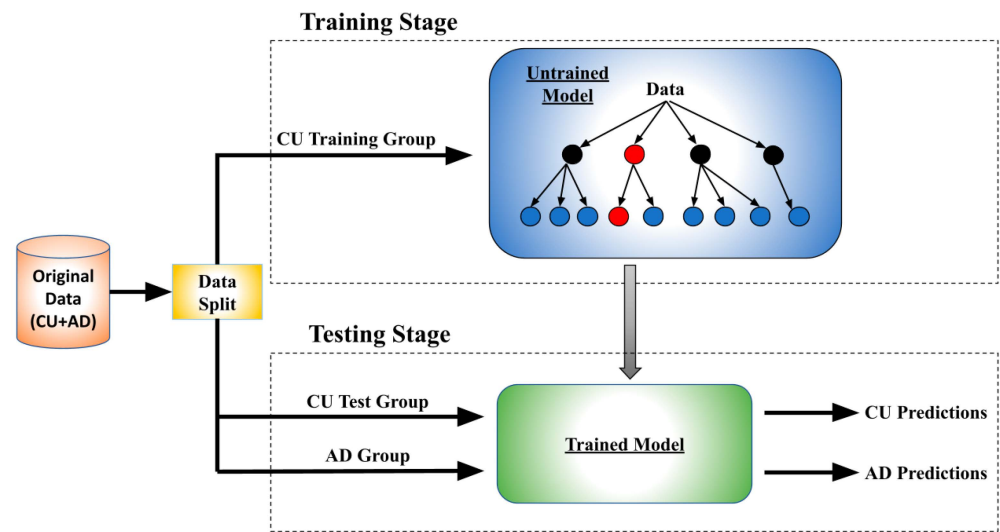 Training Stage
Untrained
Model
Data
CU Training Group
Original
Data
(CU+AD)
Data
Split
Testing Stage
CU Test Group
AD Group
Trained Model
CU Predictions
AD Predictions